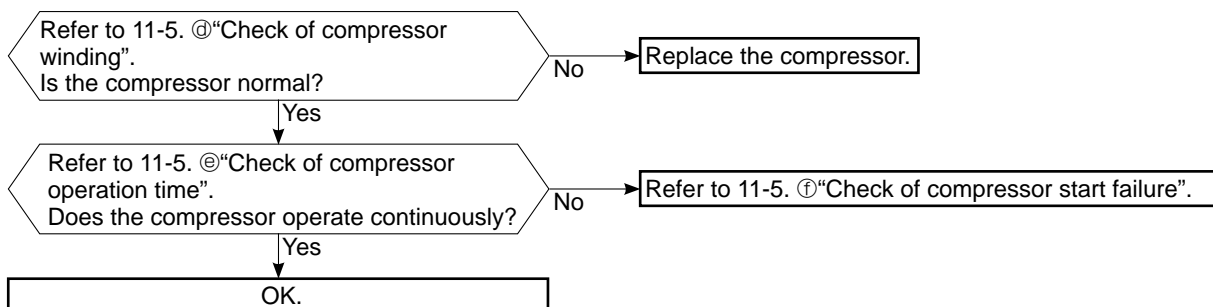 Refer to 11-5. ⓓ“Check of compressor
winding”.
Is the compressor normal?
No
Replace the compressor.
Yes
Refer to 11-5. ⓔ“Check of compressor
operation time”.
Does the compressor operate continuously?
No
Refer to 11-5. ⓕ“Check of compressor start failure”.
Yes
OK.